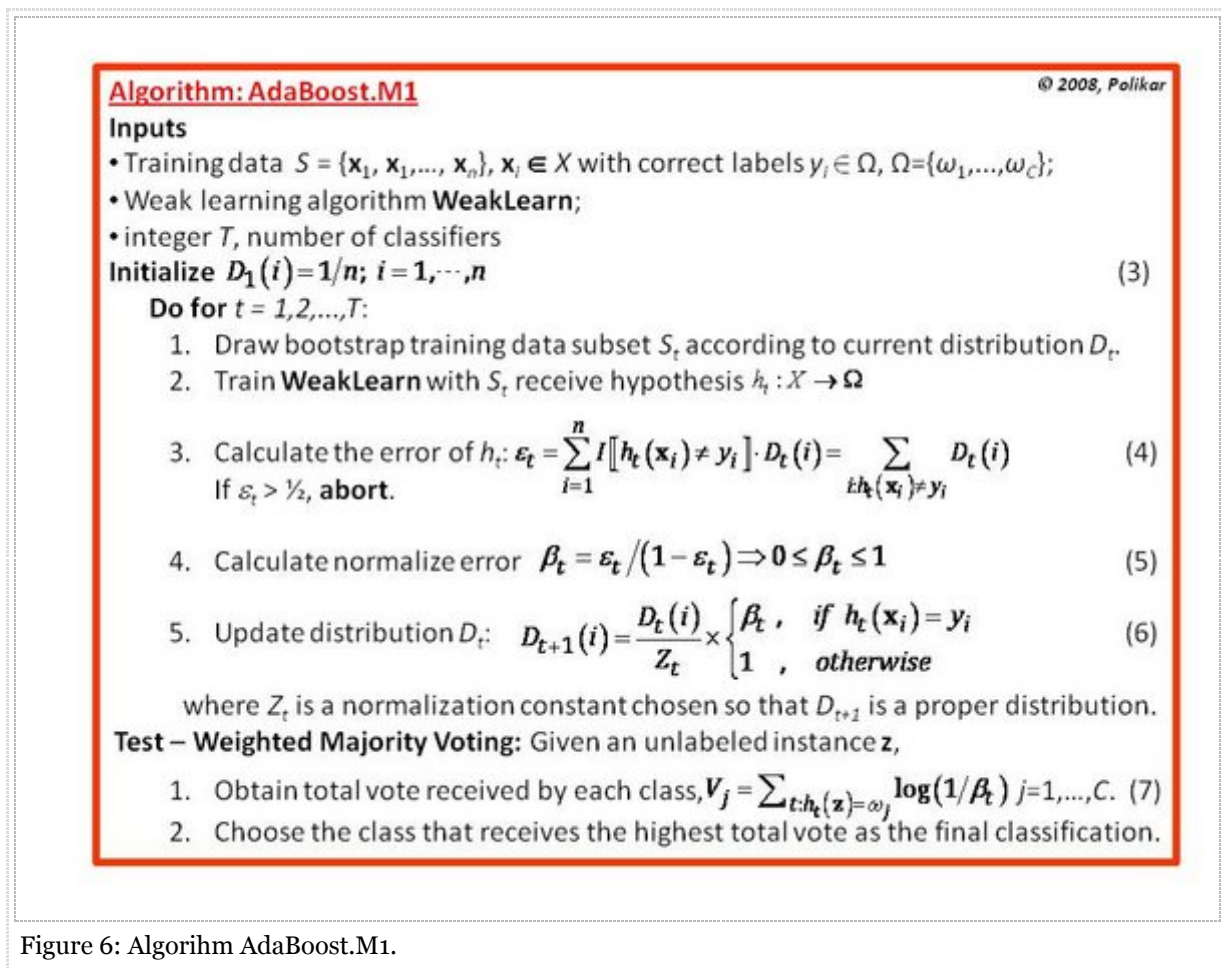 © 2008, Polikar
Algorithm: AdaBoost.M1
Inputs
• Training data S = {x₁, x₁,..., xₙ}, xᵢ ∈ X with correct labels yᵢ ∈ Ω, Ω={ω₁,...,ω_C};
• Weak learning algorithm WeakLearn;
• integer T, number of classifiers
Initialize D₁(i)=1/n; i=1,⋯,n (3)
Do for t = 1,2,...,T:
1. Draw bootstrap training data subset Sₜ according to current distribution Dₜ.
2. Train WeakLearn with Sₜ receive hypothesis hₜ : X → Ω
3. Calculate the error of hₜ: εₜ = ∑_{i=1}^{n} I[[hₜ(xᵢ) ≠ yᵢ]]· Dₜ(i) = ∑_{i:hₜ(xᵢ)≠yᵢ} Dₜ(i) (4)
If εₜ > ½, abort.
4. Calculate normalize error βₜ = εₜ/(1−εₜ)⇒0≤ βₜ ≤1 (5)
5. Update distribution Dₜ: Dₜ₊₁(i)= Dₜ(i)/Zₜ × { βₜ , if hₜ(xᵢ)= yᵢ
1 , otherwise (6)
where Zₜ is a normalization constant chosen so that Dₜ₊₁ is a proper distribution.
Test – Weighted Majority Voting: Given an unlabeled instance z,
1. Obtain total vote received by each class, Vⱼ = ∑_{t:hₜ(z)=ωⱼ} log(1/βₜ) j=1,...,C. (7)
2. Choose the class that receives the highest total vote as the final classification.
Figure 6: Algorihm AdaBoost.M1.